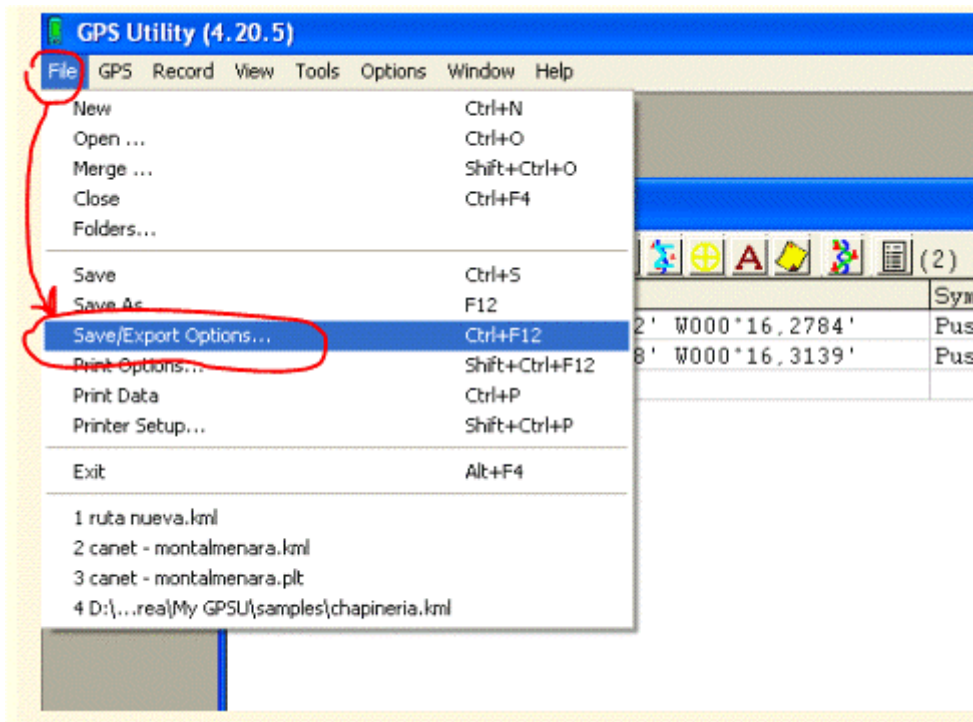 GPS Utility (4.20.5)
File GPS Record View Tools Options Window Help
New Ctrl+N
Open ... Ctrl+O
Merge ... Shift+Ctrl+O
Close Ctrl+F4
Folders...
Save Ctrl+S
Save As ... F12
Save/Export Options... Ctrl+F12
Print Options... Shift+Ctrl+F12
Print Data Ctrl+P
Printer Setup... Shift+Ctrl+P
Exit Alt+F4
1 ruta nueva.kml
2 canet - montalmenara.kml
3 canet - montalmenara.plt
4 D:\...rea\My GPSU\samples\chapineria.kml
A (2)
Sym
2' W000°16,2784' Pus
8' W000°16,3139' Pus